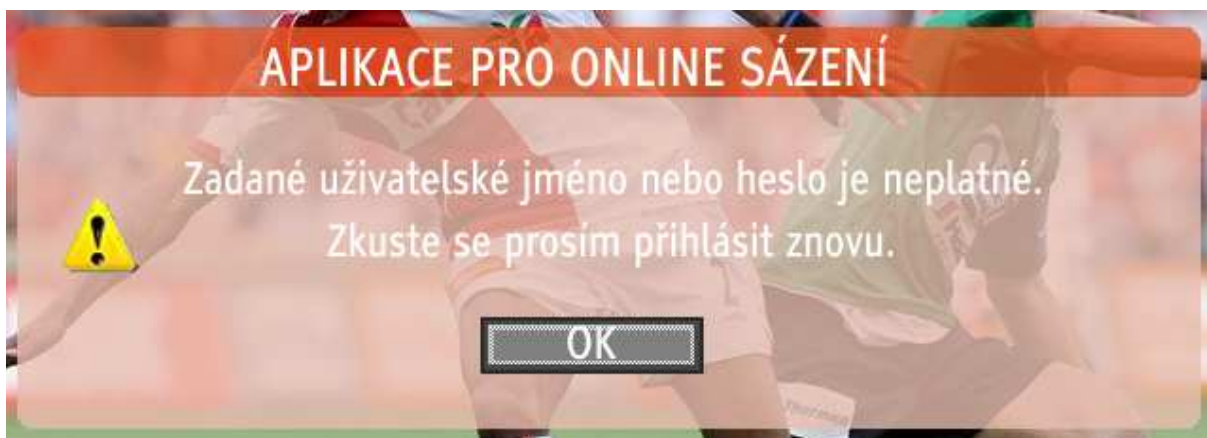 APLIKACE PRO ONLINE SÁZENÍ
Zadané uživatelské jméno nebo heslo je neplatné.
Zkuste se prosím přihlásit znovu.
OK